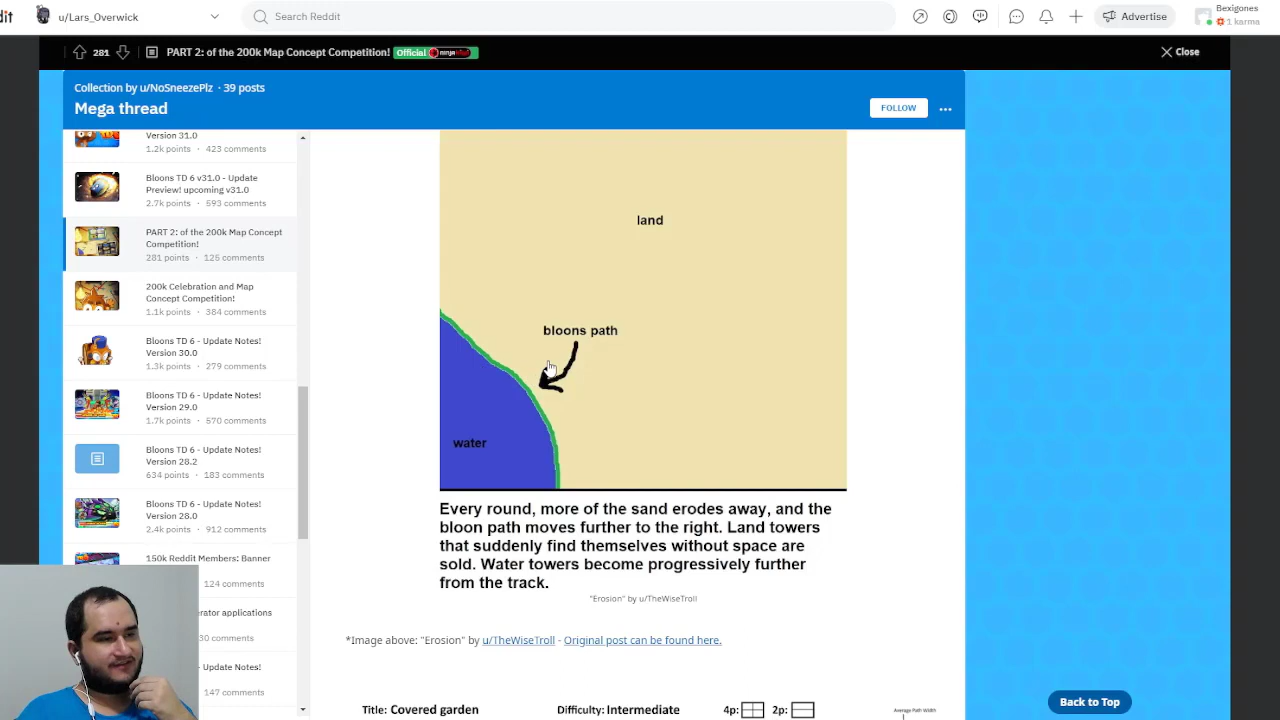 dit
u/Lars_Overwick
Search Reddit
Advertise
Bexigones
1 karma
281
PART 2: of the 200k Map Concept Competition!
Official
Close
Collection by u/NoSneezePlz · 39 posts
Mega thread
FOLLOW
Version 31.0
1.2k points · 423 comments
Bloons TD 6 v31.0 - Update
Preview! upcoming v31.0
2.7k points · 593 comments
PART 2: of the 200k Map Concept
Competition!
281 points · 125 comments
200k Celebration and Map
Concept Competition!
1.1k points · 384 comments
Bloons TD 6 - Update Notes!
Version 30.0
1.3k points · 279 comments
Bloons TD 6 - Update Notes!
Version 29.0
1.7k points · 570 comments
Bloons TD 6 - Update Notes!
Version 28.2
634 points · 183 comments
Bloons TD 6 - Update Notes!
Version 28.0
2.4k points · 912 comments
150k Reddit Members: Banner
124 comments
erator applications
30 comments
- Update Notes!
147 comments
land
bloons path
water
Every round, more of the sand erodes away, and the
bloon path moves further to the right. Land towers
that suddenly find themselves without space are
sold. Water towers become progressively further
from the track.
"Erosion" by u/TheWiseTroll
*Image above: "Erosion" by u/TheWiseTroll - Original post can be found here.
Title: Covered garden
Difficulty: Intermediate
4p:
2p:
Average Path Width
Back to Top